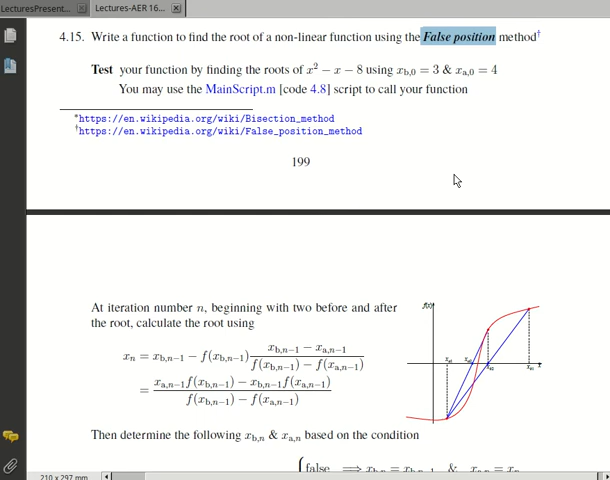 LecturesPresent...
Lectures-AER 16...
4.15. Write a function to find the root of a non-linear function using the False position method†
Test your function by finding the roots of x² − x − 8 using x_b,0 = 3 & x_a,0 = 4
You may use the MainScript.m [code 4.8] script to call your function
*https://en.wikipedia.org/wiki/Bisection_method
†https://en.wikipedia.org/wiki/False_position_method
199
At iteration number n, beginning with two before and after
the root, calculate the root using
x_n = x_b,n−1 − f(x_b,n−1) (x_b,n−1 − x_a,n−1) / (f(x_b,n−1) − f(x_a,n−1))
= (x_a,n−1 f(x_b,n−1) − x_b,n−1 f(x_a,n−1)) / (f(x_b,n−1) − f(x_a,n−1))
f(x)
x
Then determine the following x_b,n & x_a,n based on the condition
{ false ⟹ x_b,n = x_b,n−1 & x_a,n = x_n
210 x 297 mm